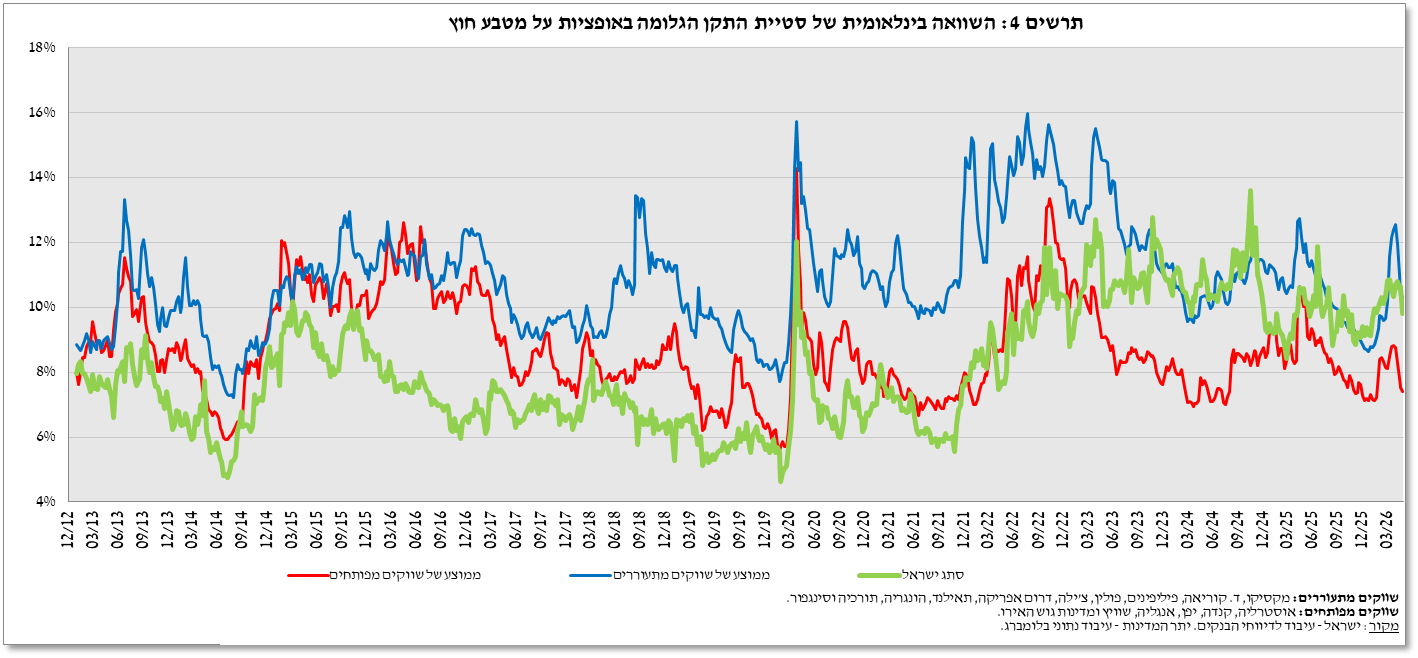 תרשים 4: השוואה בינלאומית של סטיית התקן הגלומה באופציות על מטבע חוץ
18%
16%
14%
12%
10%
8%
6%
4%
12/12 03/13 06/13 09/13 12/13 03/14 06/14 09/14 12/14 03/15 06/15 09/15 12/15 03/16 06/16 09/16 12/16 03/17 06/17 09/17 12/17 03/18 06/18 09/18 12/18 03/19 06/19 09/19 12/19 03/20 06/20 09/20 12/20 03/21 06/21 09/21 12/21 03/22 06/22 09/22 12/22 03/23 06/23 09/23 12/23 03/24 06/24 09/24 12/24 03/25 06/25 09/25 12/25 03/26
סתג ישראל ממוצע של שווקים מתעוררים ממוצע של שווקים מפותחים
שווקים מתעוררים: מקסיקו, ד. קוריאה, פיליפינים, פולין, צ'ילה, דרום אפריקה, תאילנד, הונגריה, תורכיה וסינגפור.
שווקים מפותחים: אוסטרליה, קנדה, יפן, אנגליה, שוויץ ומדינות גוש האירו.
מקור: ישראל - עיבוד לדיווחי הבנקים. יתר המדינות - עיבוד נתוני בלומברג.